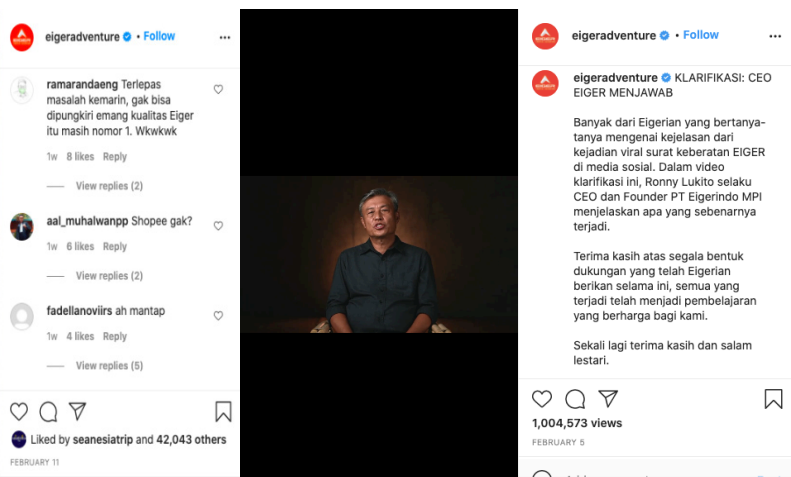 eigeradventure • Follow
ramarandaeng Terlepas
masalah kemarin, gak bisa
dipungkiri emang kualitas Eiger
itu masih nomor 1. Wkwkwk
1w 8 likes Reply
View replies (2)
aal_muhalwanpp Shopee gak?
1w 6 likes Reply
View replies (2)
fadellanoviirs ah mantap
1w 4 likes Reply
View replies (5)
Liked by seanesiatrip and 42,043 others
FEBRUARY 11
eigeradventure • Follow
eigeradventure KLARIFIKASI: CEO
EIGER MENJAWAB
Banyak dari Eigerian yang bertanya-
tanya mengenai kejelasan dari
kejadian viral surat keberatan EIGER
di media sosial. Dalam video
klarifikasi ini, Ronny Lukito selaku
CEO dan Founder PT Eigerindo MPI
menjelaskan apa yang sebenarnya
terjadi.
Terima kasih atas segala bentuk
dukungan yang telah Eigerian
berikan selama ini, semua yang
terjadi telah menjadi pembelajaran
yang berharga bagi kami.
Sekali lagi terima kasih dan salam
lestari.
1,004,573 views
FEBRUARY 5